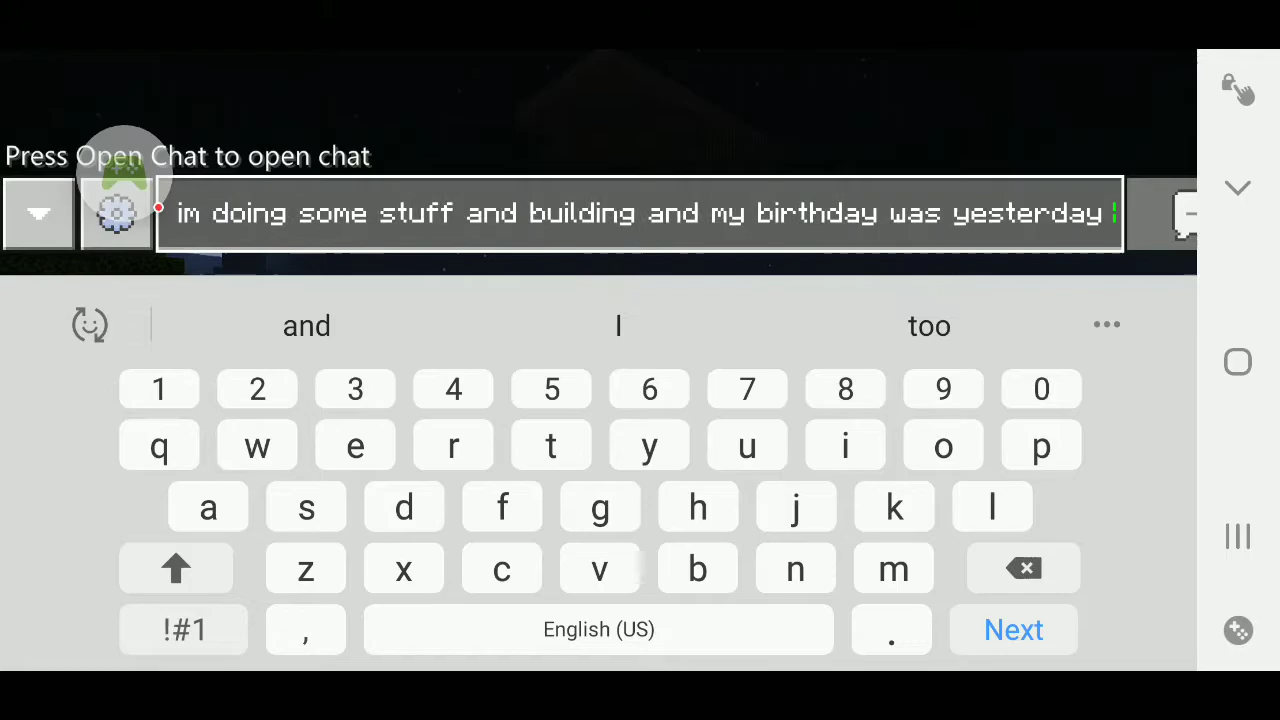 Press Open Chat to open chat
im doing some stuff and building and my birthday was yesterday
and I too
1 2 3 4 5 6 7 8 9 0
q w e r t y u i o p
a s d f g h j k l
z x c v b n m
!#1 , English (US) . Next